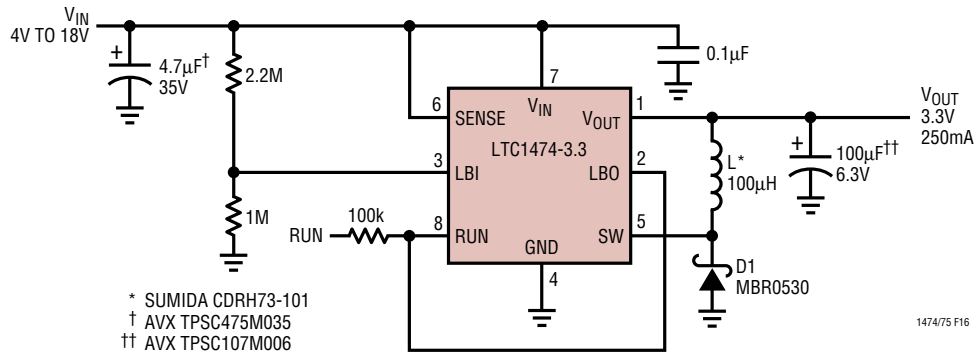 VIN
4V TO 18V
+
4.7µF†
35V
2.2M
0.1µF
7
6
SENSE
VIN
VOUT
1
VOUT
3.3V
250mA
LTC1474-3.3
3
LBI
LBO
2
L*
100µH
+
100µF††
6.3V
1M
100k
RUN
8
RUN
SW
5
GND
4
D1
MBR0530
* SUMIDA CDRH73-101
† AVX TPSC475M035
†† AVX TPSC107M006
1474/75 F16